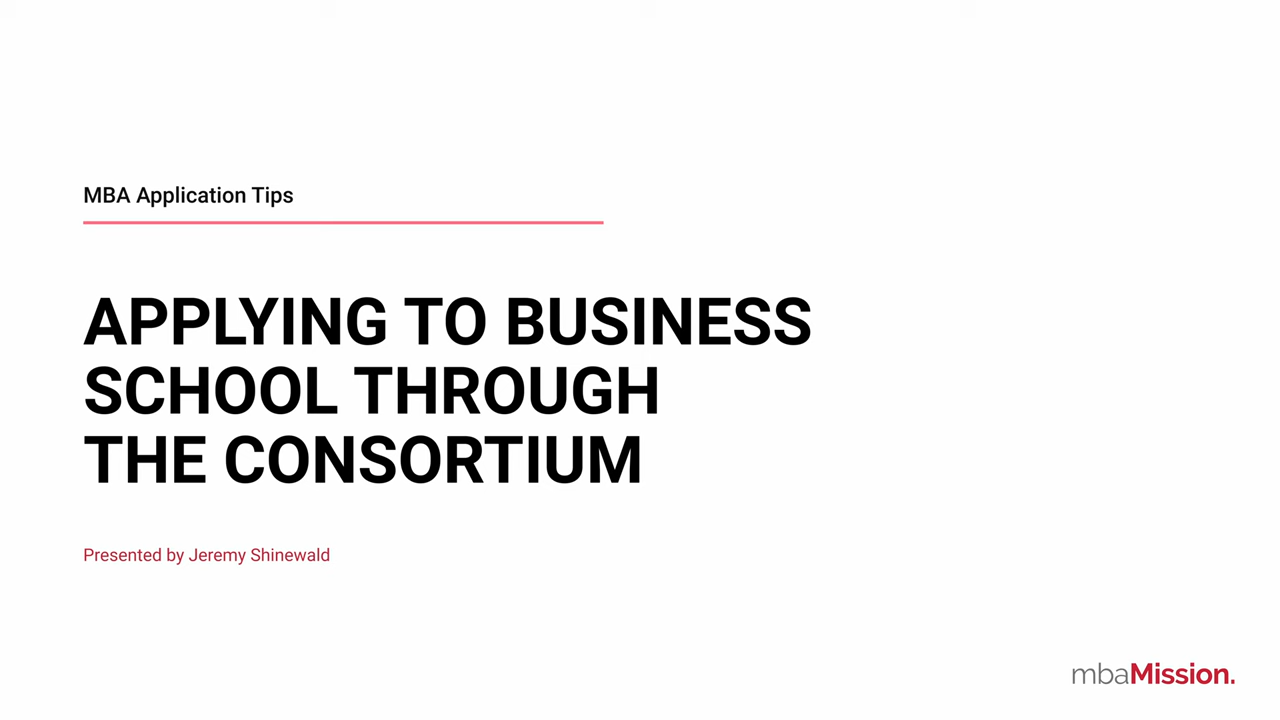 MBA Application Tips
APPLYING TO BUSINESS
SCHOOL THROUGH
THE CONSORTIUM
Presented by Jeremy Shinewald
mbaMission.